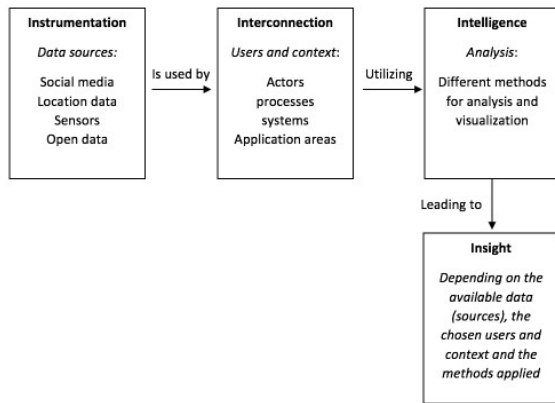 Instrumentation
Data sources:
Social media
Location data
Sensors
Open data
Is used by
Interconnection
Users and context:
Actors
processes
systems
Application areas
Utilizing
Intelligence
Analysis:
Different methods
for analysis and
visualization
Leading to
Insight
Depending on the
available data
(sources), the
chosen users and
context and the
methods applied